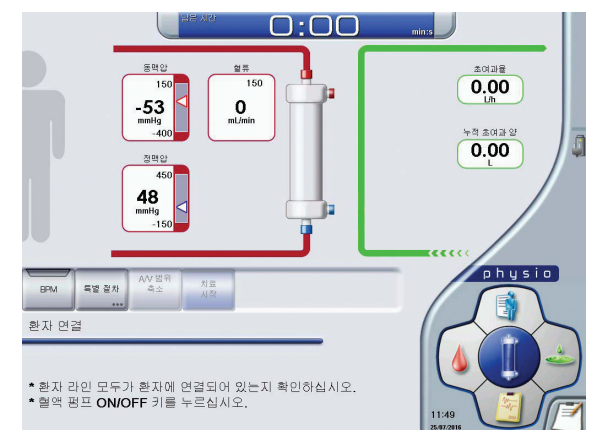 남은 시간
0:00
min:s
동맥압
150
-53
mmHg
-400
혈류
150
0
mL/min
초여과율
0.00
L/h
누적 초여과 양
0.00
L
정맥압
450
48
mmHg
-150
physio
BPM
특별 절차
A/V 범위
축소
치료
시작
환자 연결
* 환자 라인 모두가 환자에 연결되어 있는지 확인하십시오.
* 혈액 펌프 ON/OFF 키를 누르십시오.
11:49
25/07/2016